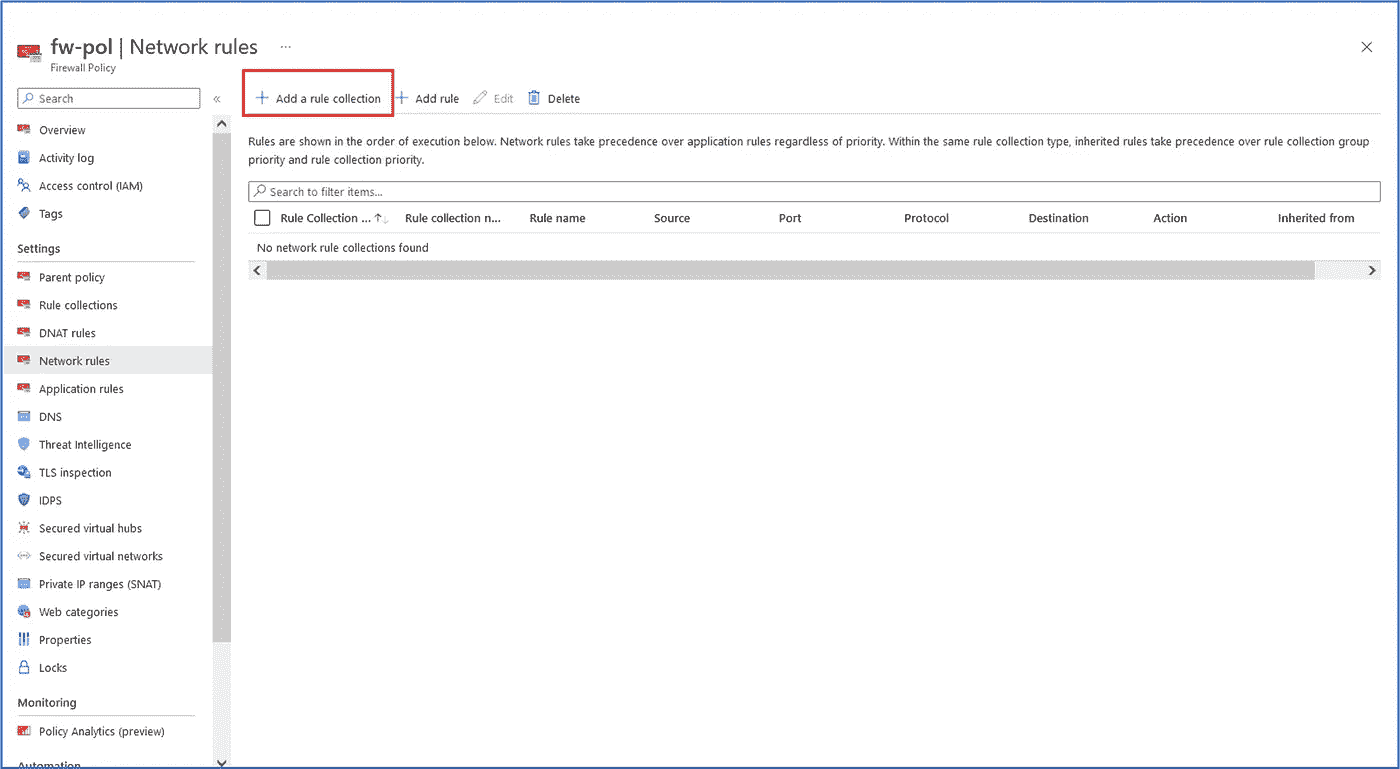 fw-pol | Network rules ...
Firewall Policy
Search
«
Overview
Activity log
Access control (IAM)
Tags
Settings
Parent policy
Rule collections
DNAT rules
Network rules
Application rules
DNS
Threat Intelligence
TLS inspection
IDPS
Secured virtual hubs
Secured virtual networks
Private IP ranges (SNAT)
Web categories
Properties
Locks
Monitoring
Policy Analytics (preview)
Automation
+ Add a rule collection + Add rule Edit Delete
Rules are shown in the order of execution below. Network rules take precedence over application rules regardless of priority. Within the same rule collection type, inherited rules take precedence over rule collection group
priority and rule collection priority.
Search to filter items...
Rule Collection ... ↑↓ Rule collection n... Rule name Source Port Protocol Destination Action Inherited from
No network rule collections found